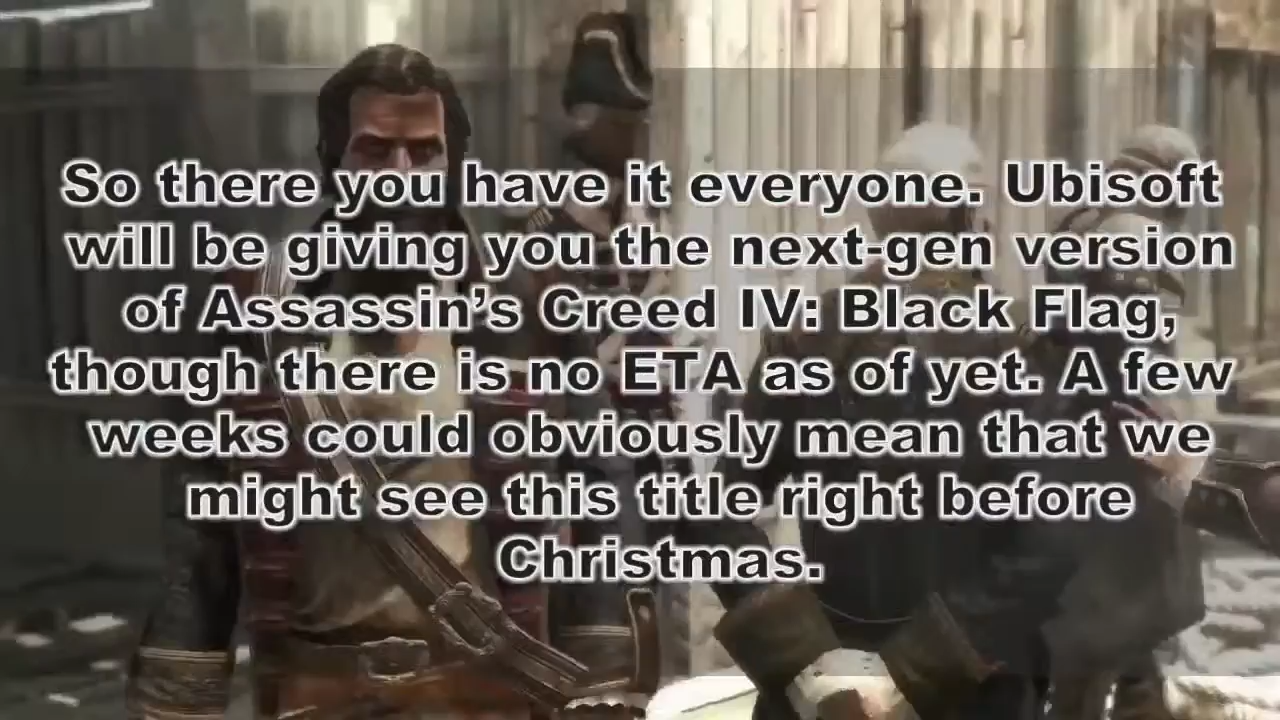 So there you have it everyone. Ubisoft
will be giving you the next-gen version
of Assassin’s Creed IV: Black Flag,
though there is no ETA as of yet. A few
weeks could obviously mean that we
might see this title right before
Christmas.